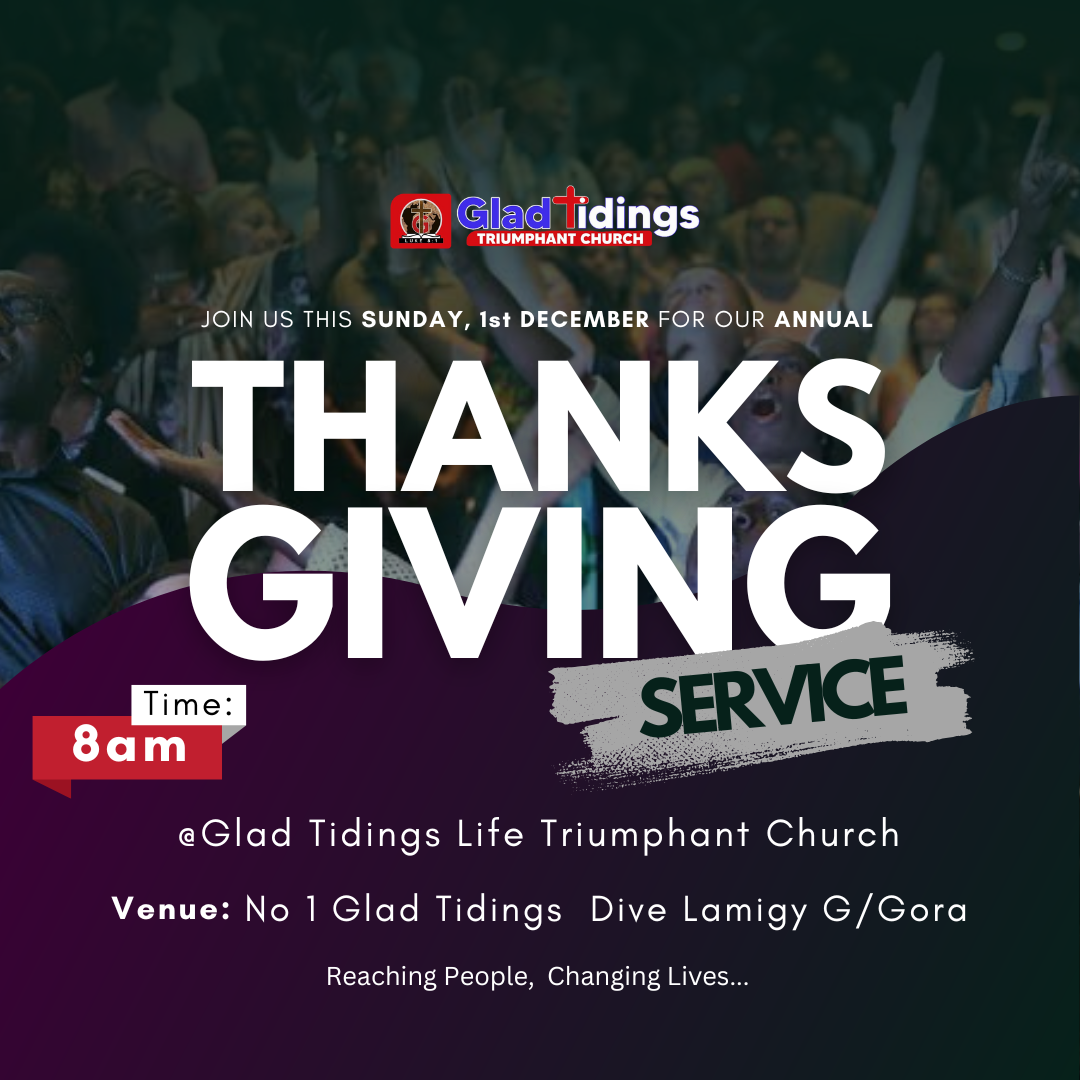 Glad Tidings
TRIUMPHANT CHURCH
LUKE 8:1
JOIN US THIS SUNDAY, 1st DECEMBER FOR OUR ANNUAL
THANKS
GIVING
SERVICE
Time:
8am
@Glad Tidings Life Triumphant Church
Venue: No 1 Glad Tidings Dive Lamigy G/Gora
Reaching People, Changing Lives...